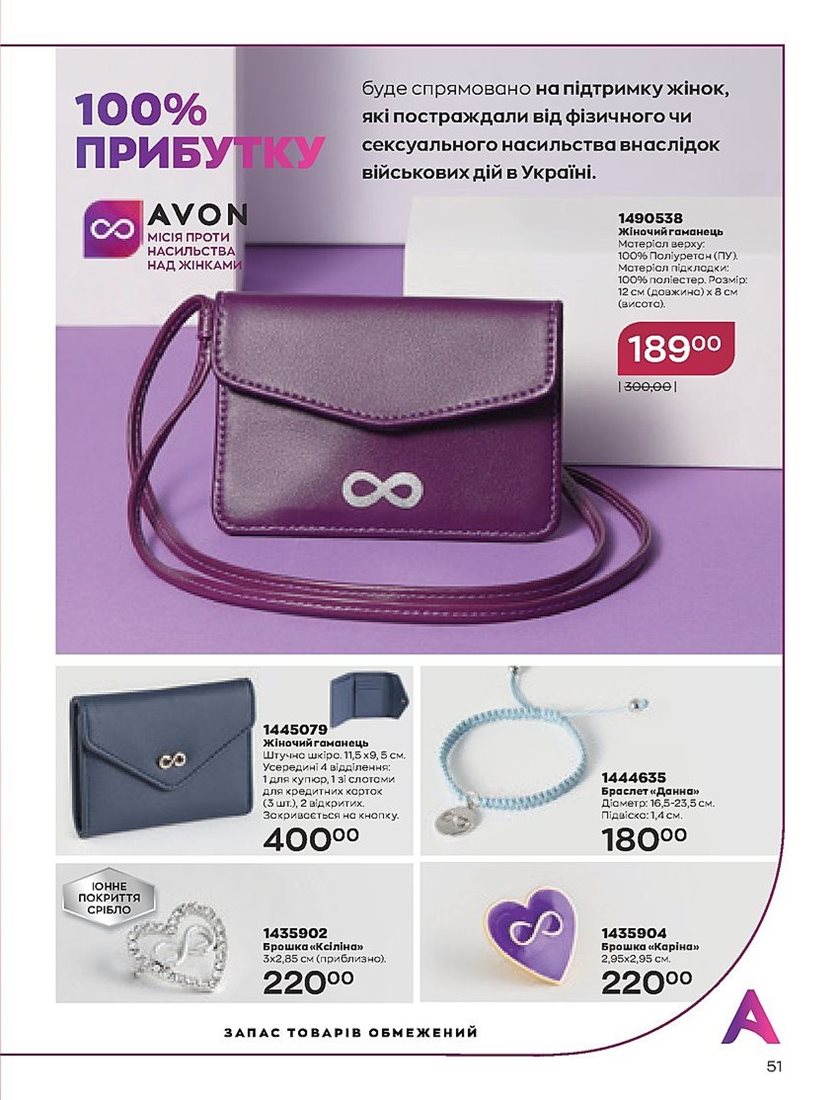 100%
ПРИБУТКУ
буде спрямовано на підтримку жінок,
які постраждали від фізичного чи
сексуального насильства внаслідок
військових дій в Україні.
AVON
МІСІЯ ПРОТИ
НАСИЛЬСТВА
НАД ЖІНКАМИ
1490538
Жіночий гаманець
Матеріал верху:
100% Поліуретан (ПУ).
Матеріал підкладки:
100% поліестер. Розмір:
12 см (довжина) х 8 см
(висота).
18900
|300,00|
1445079
Жіночий гаманець
Штучна шкіра. 11,5х9, 5 см.
Усередині 4 відділення:
1 для купюр, 1 зі слотами
для кредитних карток
(3 шт.), 2 відкритих.
Закривається на кнопку.
40000
1444635
Браслет «Данна»
Діаметр: 16,5-23,5 см.
Підвіска: 1,4 см.
18000
ІОННЕ
ПОКРИТТЯ
СРІБЛО
1435902
Брошка «Ксіліна»
3х2,85 см (приблизно).
22000
1435904
Брошка «Каріна»
2,95х2,95 см.
22000
ЗАПАС ТОВАРІВ ОБМЕЖЕНИЙ
51